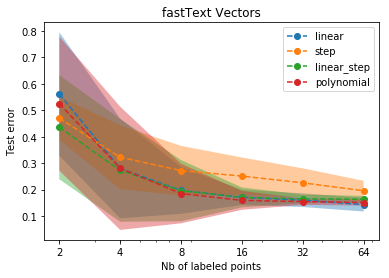 fastText Vectors
linear
step
linear_step
polynomial
Test error
0.8
0.7
0.6
0.5
0.4
0.3
0.2
0.1
2
4
8
16
32
64
Nb of labeled points